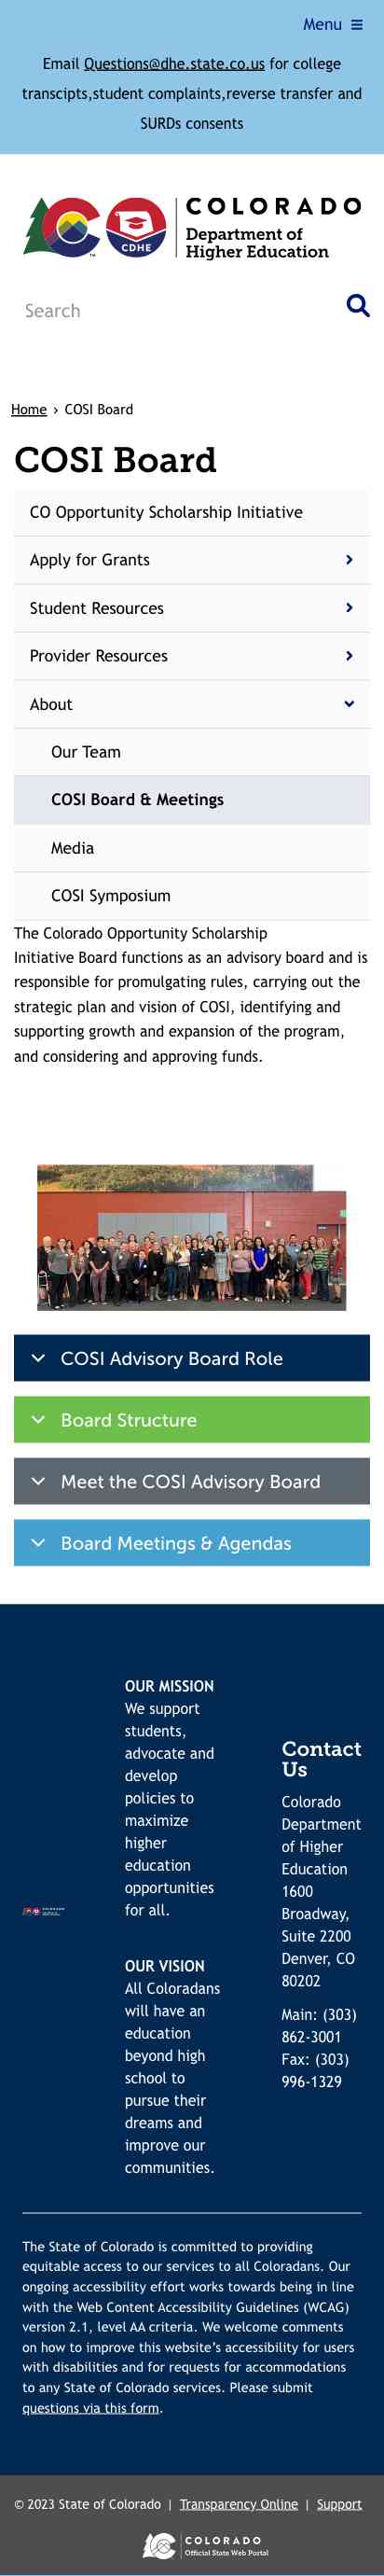 Menu
Email Questions@dhe.state.co.us for college
transcipts,student complaints,reverse transfer and
SURDs consents
COLORADO
CDHE
Department of
Higher Education
Search
Home › COSI Board
COSI Board
CO Opportunity Scholarship Initiative
Apply for Grants
Student Resources
Provider Resources
About
Our Team
COSI Board & Meetings
Media
COSI Symposium
The Colorado Opportunity Scholarship
Initiative Board functions as an advisory board and is
responsible for promulgating rules, carrying out the
strategic plan and vision of COSI, identifying and
supporting growth and expansion of the program,
and considering and approving funds.
COSI Advisory Board Role
Board Structure
Meet the COSI Advisory Board
Board Meetings & Agendas
OUR MISSION
We support
students,
advocate and
develop
policies to
maximize
higher
education
opportunities
for all.
OUR VISION
All Coloradans
will have an
education
beyond high
school to
pursue their
dreams and
improve our
communities.
Contact
Us
Colorado
Department
of Higher
Education
1600
Broadway,
Suite 2200
Denver, CO
80202
Main: (303)
862-3001
Fax: (303)
996-1329
The State of Colorado is committed to providing
equitable access to our services to all Coloradans. Our
ongoing accessibility effort works towards being in line
with the Web Content Accessibility Guidelines (WCAG)
version 2.1, level AA criteria. We welcome comments
on how to improve this website's accessibility for users
with disabilities and for requests for accommodations
to any State of Colorado services. Please submit
questions via this form.
© 2023 State of Colorado | Transparency Online | Support
COLORADO
Official State Web Portal